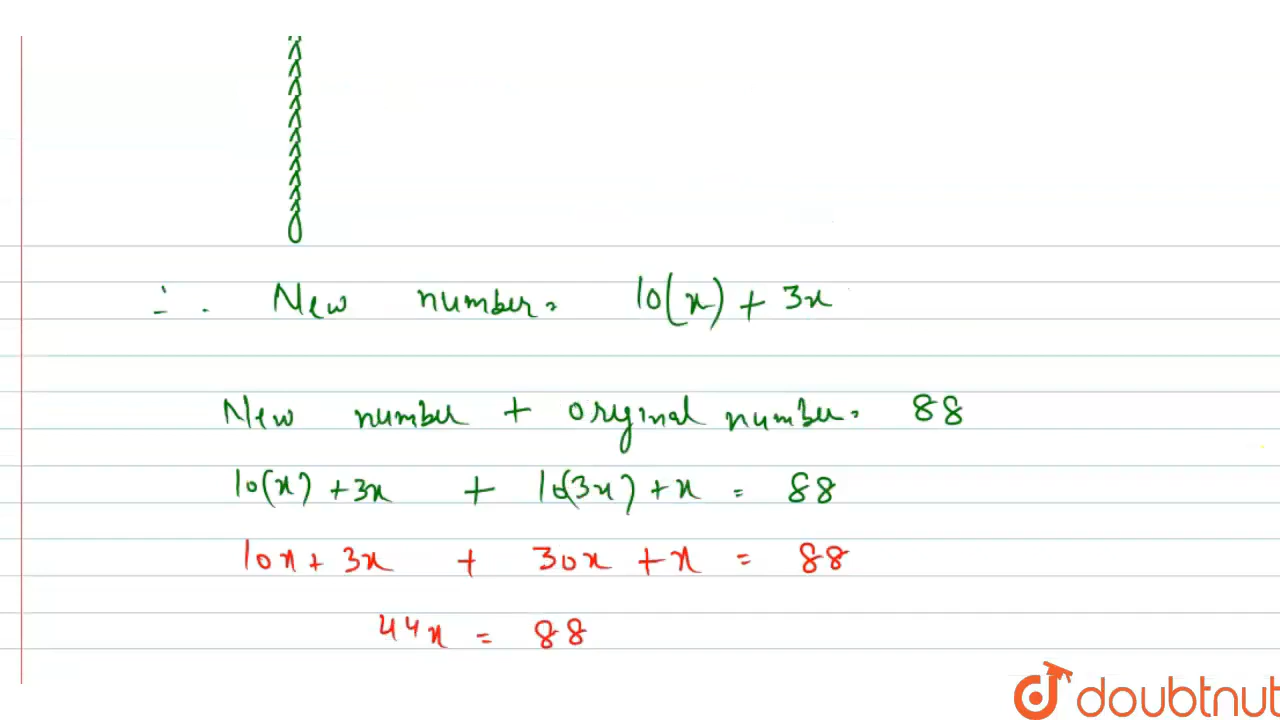 ∴ New number = 10(x) + 3x
New number + original number = 88
10(x) + 3x + 10(3x) + x = 88
10x + 3x + 30x + x = 88
44x = 88
doubtnut